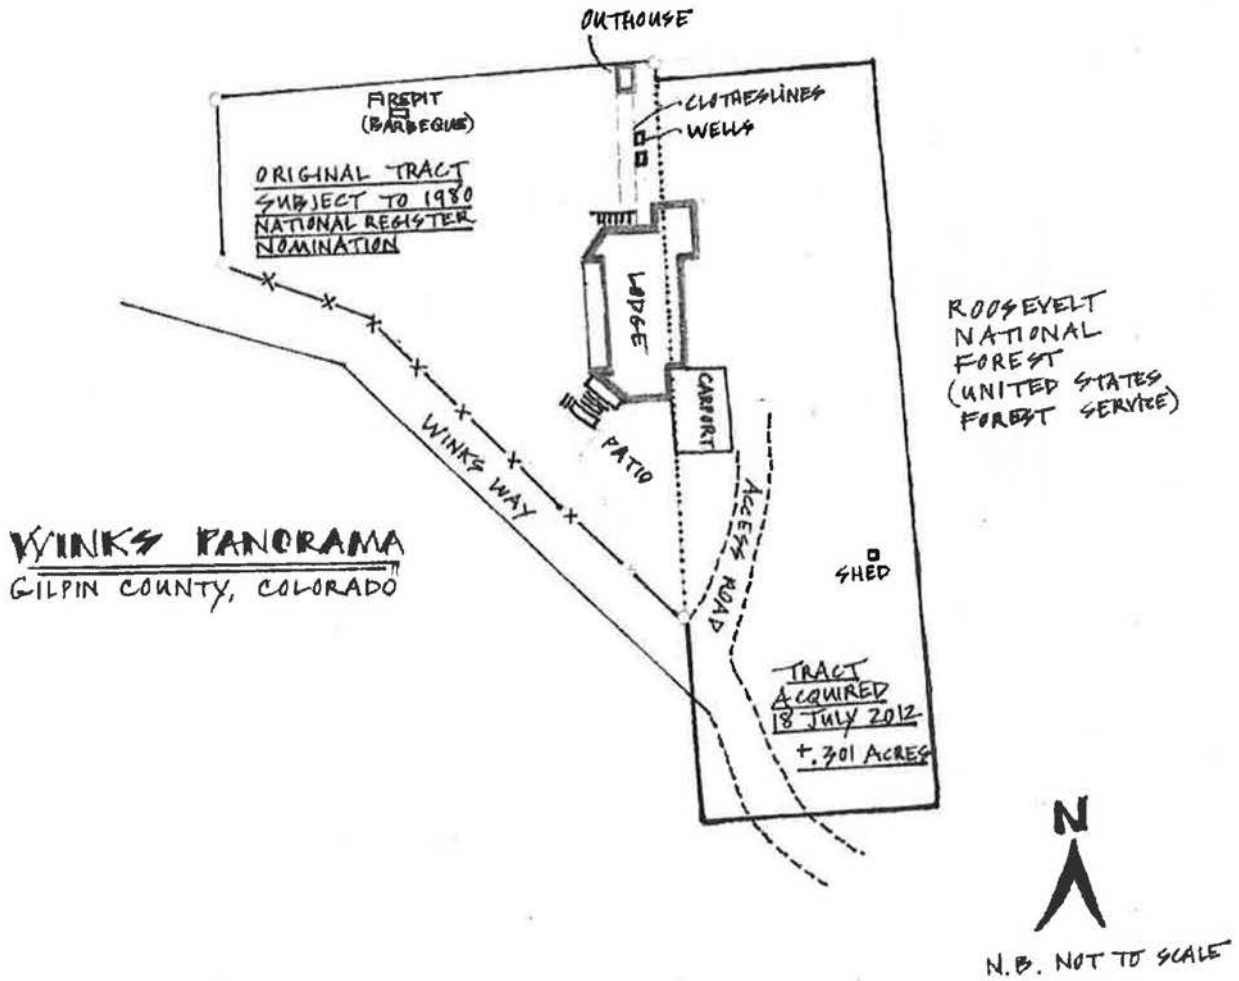 OUTHOUSE
FIREPIT
(BARBEQUE)
CLOTHESLINES
WELLS
ORIGINAL TRACT
SUBJECT TO 1980
NATIONAL REGISTER
NOMINATION
LODGE
ROOSEVELT
NATIONAL
FOREST
(UNITED STATES
FOREST SERVICE)
CARPORT
PATIO
WINKS WAY
ACCESS ROAD
WINKS PANORAMA
GILPIN COUNTY, COLORADO
SHED
TRACT
ACQUIRED
18 JULY 2012
+.301 ACRES
N
N.B. NOT TO SCALE